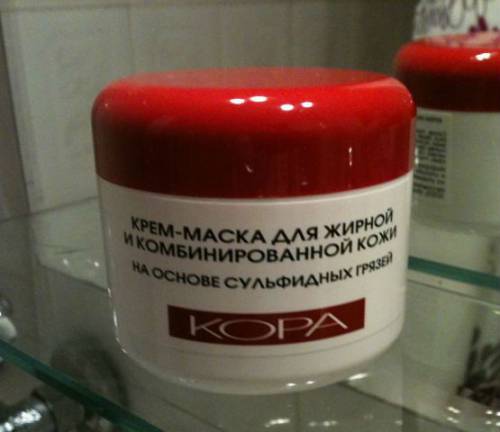 КРЕМ-МАСКА ДЛЯ ЖИРНОЙ
И КОМБИНИРОВАННОЙ КОЖИ
НА ОСНОВЕ СУЛЬФИДНЫХ ГРЯЗЕЙ
КОРА